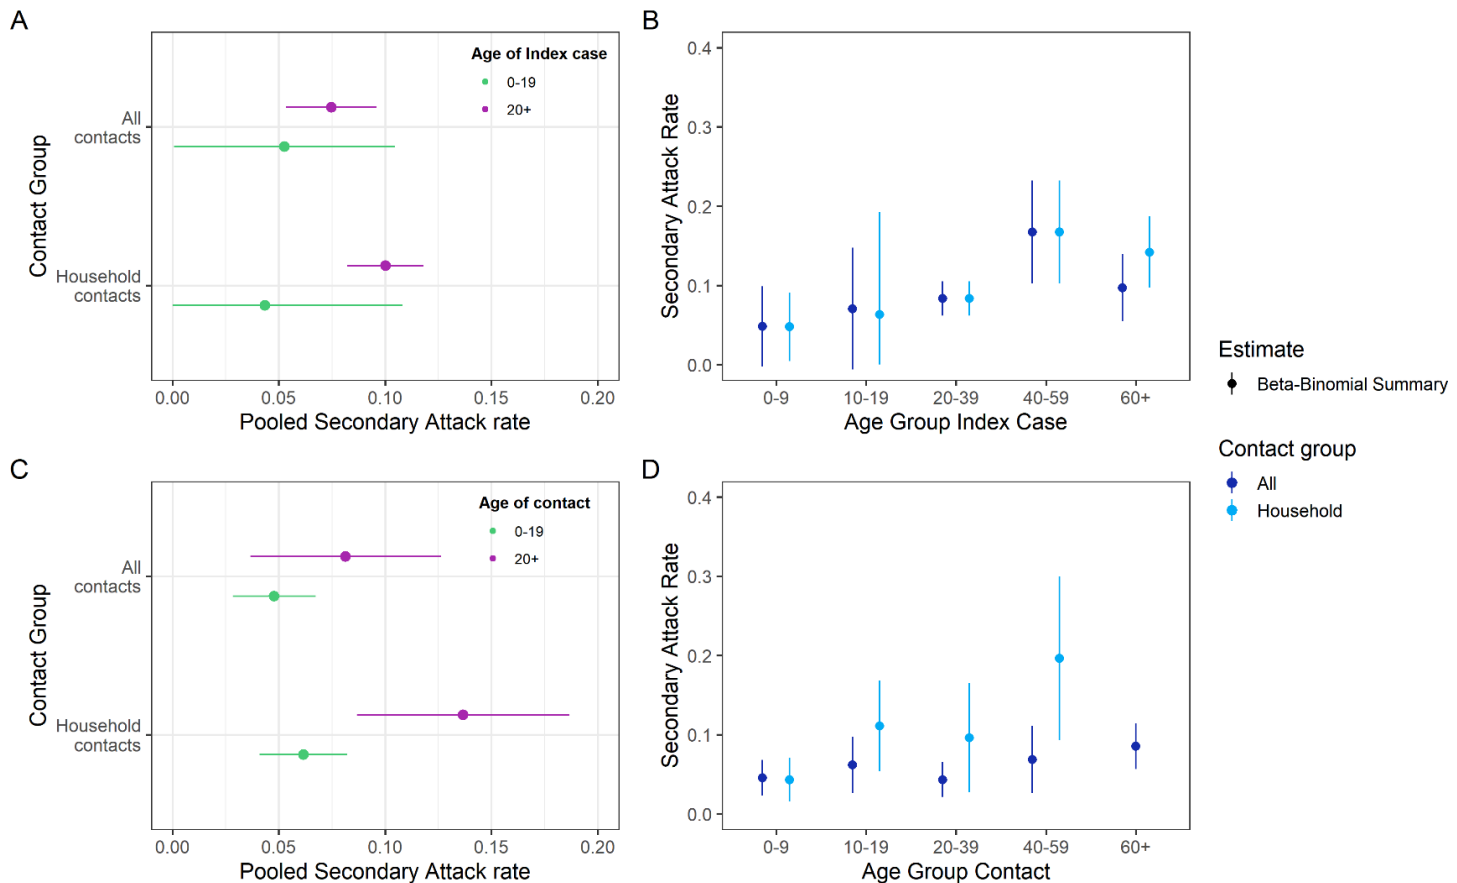 A
Contact Group
All
contacts
Household
contacts
Age of Index case
0-19
20+
0.00 0.05 0.10 0.15 0.20
Pooled Secondary Attack rate
B
Secondary Attack Rate
0.4
0.3
0.2
0.1
0.0
0-9 10-19 20-39 40-59 60+
Age Group Index Case
C
Contact Group
All
contacts
Household
contacts
Age of contact
0-19
20+
0.00 0.05 0.10 0.15 0.20
Pooled Secondary Attack rate
D
Secondary Attack Rate
0.4
0.3
0.2
0.1
0.0
0-9 10-19 20-39 40-59 60+
Age Group Contact
Estimate
Beta-Binomial Summary
Contact group
All
Household